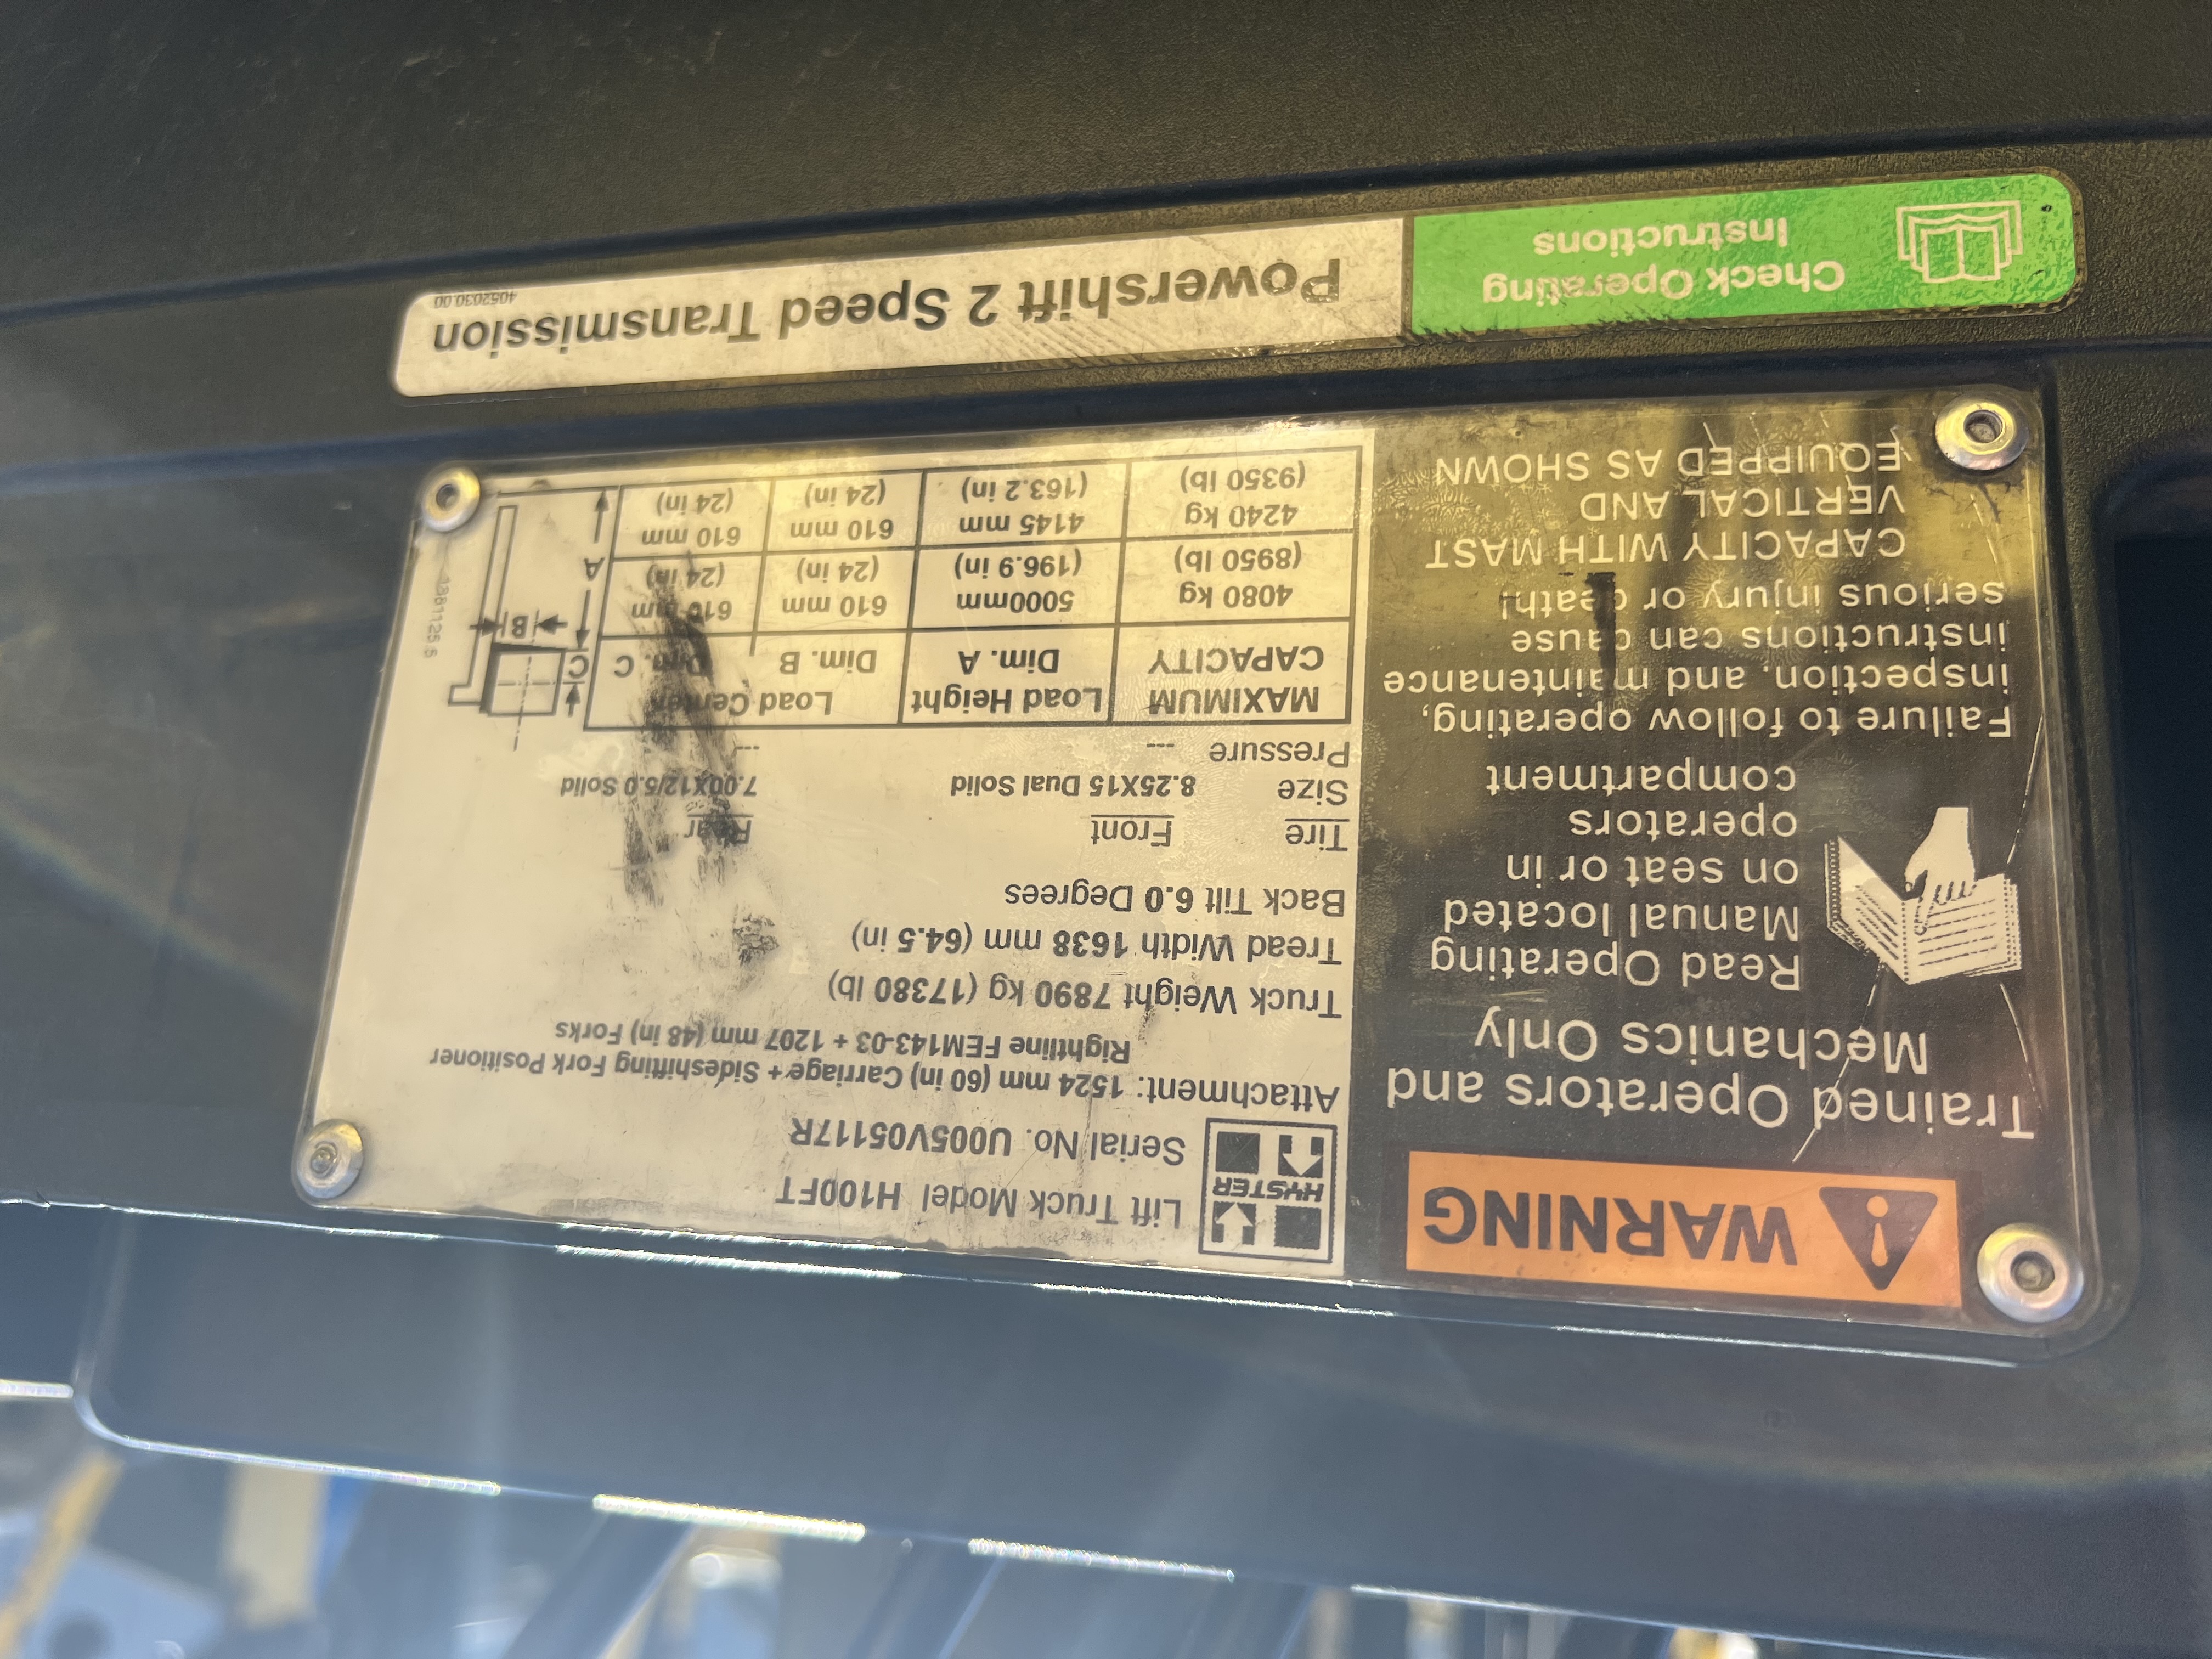 WARNING
Trained Operators and
Mechanics Only
Read Operating
Manual located
on seat or in
operators
compartment
Failure to follow operating,
inspection, and maintenance
instructions can cause
serious injury or death!
CAPACITY WITH MAST
VERTICAL AND
EQUIPPED AS SHOWN
HYSTER
Lift Truck Model H100FT
Serial No. U005V05117R
Attachment: 1524 mm (60 in) Carriage + Sideshifting Fork Positioner
Rightline FEM143-03 + 1207 mm (48 in) Forks
Truck Weight 7890 kg (17380 lb)
Tread Width 1638 mm (64.5 in)
Back Tilt 6.0 Degrees
Tire Front Rear
Size 8.25X15 Dual Solid 7.00X12/5.0 Solid
Pressure --- ---
MAXIMUM Load Height Load Center
CAPACITY Dim. A Dim. B Dim. C
4080 kg 5000mm 610 mm 610 mm
(8950 lb) (196.9 in) (24 in) (24 in)
4240 kg 4145 mm 610 mm 610 mm
(9350 lb) (163.2 in) (24 in) (24 in)
C
B
A
Check Operating
Instructions
Powershift 2 Speed Transmission
4052030.00